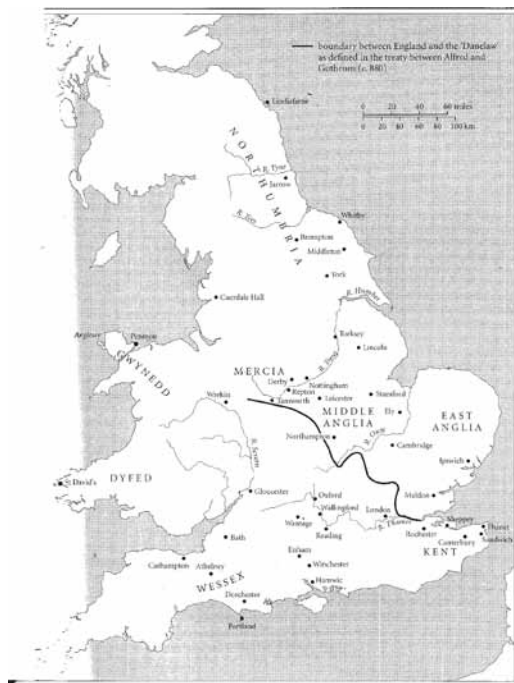 boundary between England and the 'Danelaw'
as defined in the treaty between Alfred and
Guthrum (c. 880)
0 20 40 60 miles
0 20 40 60 80 100 km
Lindisfarne
NORTHUMBRIA
R. Tyne
Jarrow
R. Tees
Whitby
Brompton
Middleton
York
Cuerdale Hall
R. Humber
Anglesey
Penmon
GWYNEDD
Torksey
Lincoln
R. Trent
MERCIA
Derby
Nottingham
Repton
Tamworth
Leicester
Stamford
Wrekin
MIDDLE
ANGLIA
Ely
EAST
ANGLIA
Northampton
R. Ouse
Cambridge
Ipswich
R. Severn
St David's
DYFED
Gloucester
Oxford
Maldon
Wallingford
London
Wantage
R. Thames
Sheppey
Thanet
Reading
Rochester
Sandwich
Canterbury
KENT
Bath
Carhampton
Athelney
Winchester
WESSEX
Hamwic
Dorchester
Portland